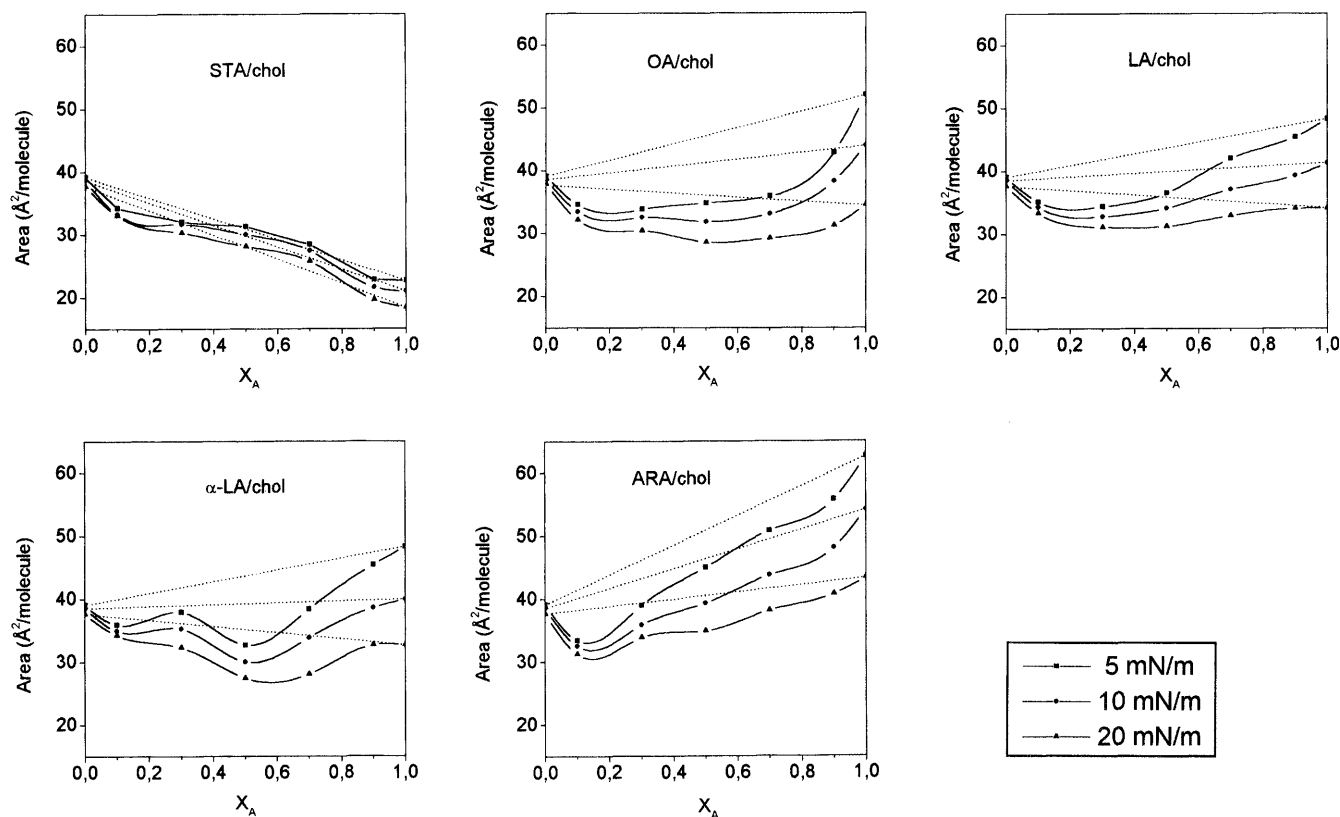 STA/chol
Area (Å²/molecule)
60
50
40
30
20
0,0 0,2 0,4 0,6 0,8 1,0
X_A
OA/chol
Area (Å²/molecule)
60
50
40
30
20
0,0 0,2 0,4 0,6 0,8 1,0
X_A
LA/chol
Area (Å²/molecule)
60
50
40
30
20
0,0 0,2 0,4 0,6 0,8 1,0
X_A
α-LA/chol
Area (Å²/molecule)
60
50
40
30
20
0,0 0,2 0,4 0,6 0,8 1,0
X_A
ARA/chol
Area (Å²/molecule)
60
50
40
30
20
0,0 0,2 0,4 0,6 0,8 1,0
X_A
5 mN/m
10 mN/m
20 mN/m